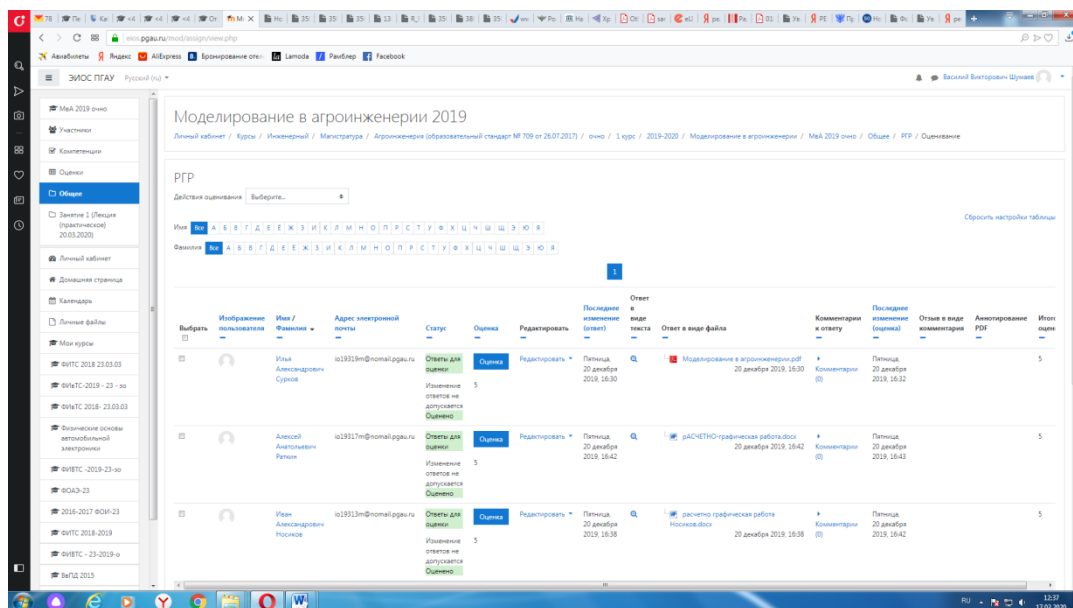 eios.pgau.ru/mod/assign/view.php
Авиабилеты Яндекс AliExpress Бронирование оте Lamoda Рамблер Facebook
ЭИОС ПГАУ Русский (ru)
Василий Викторович Шумаев
МвА 2019 очно
Участники
Компетенции
Оценки
Общее
Занятие 1 (Лекция
(практическое)
20.03.2020)
Личный кабинет
Домашняя страница
Календарь
Личные файлы
Мои курсы
ФИТС 2018 23.03.03
ФИвТС-2019 - 23 - зо
ФИвТС 2018- 23.03.03
Физические основы
автомобильной
электроники
ФИВТС -2019-23-зо
ФОАЭ-23
2016-2017 ФОИ-23
ФИТС 2018-2019
ФИВТС - 23-2019-о
ВвПД 2015
Моделирование в агроинженерии 2019
Личный кабинет / Курсы / Инженерный / Магистратура / Агроинженерия (образовательный стандарт № 709 от 26.07.2017) / очно / 1 курс / 2019-2020 / Моделирование в агроинженерии / МвА 2019 очно / Общее / РГР / Оценивание
РГР
Действия оценивания Выберите...
Сбросить настройки таблицы
Имя Все А Б В Г Д Е Ё Ж З И К Л М Н О П Р С Т У Ф Х Ц Ч Ш Щ Э Ю Я
Фамилия Все А Б В Г Д Е Ё Ж З И К Л М Н О П Р С Т У Ф Х Ц Ч Ш Щ Э Ю Я
1
Выбрать
Изображение
пользователя
Имя /
Фамилия
Адрес электронной
почты
Статус
Оценка
Редактировать
Последнее
изменение
(ответ)
Ответ
в
виде
текста
Ответ в виде файла
Комментарии
к ответу
Последнее
изменение
(оценка)
Отзыв в виде
комментария
Аннотирование
PDF
Итого
оцен
Илья
Александрович
Сурков
io19319m@nomail.pgau.ru
Ответы для
оценки
Изменение
ответов не
допускается
Оценено
Оценка
5
Редактировать
Пятница,
20 декабря
2019, 16:30
Моделирование в агроинженерии.pdf
20 декабря 2019, 16:30
Комментарии
(0)
Пятница,
20 декабря
2019, 16:32
5
Алексей
Анатольевич
Раткин
io19317m@nomail.pgau.ru
Ответы для
оценки
Изменение
ответов не
допускается
Оценено
Оценка
5
Редактировать
Пятница,
20 декабря
2019, 16:42
рАСЧЕТНО-графическая работа.docx
20 декабря 2019, 16:42
Комментарии
(0)
Пятница,
20 декабря
2019, 16:43
5
Иван
Александрович
Носиков
io19313m@nomail.pgau.ru
Ответы для
оценки
Изменение
ответов не
допускается
Оценено
Оценка
5
Редактировать
Пятница,
20 декабря
2019, 16:38
расчетно графическая работа
Носиков.docx
20 декабря 2019, 16:38
Комментарии
(0)
Пятница,
20 декабря
2019, 16:42
5
RU
12:37
17.03.2020